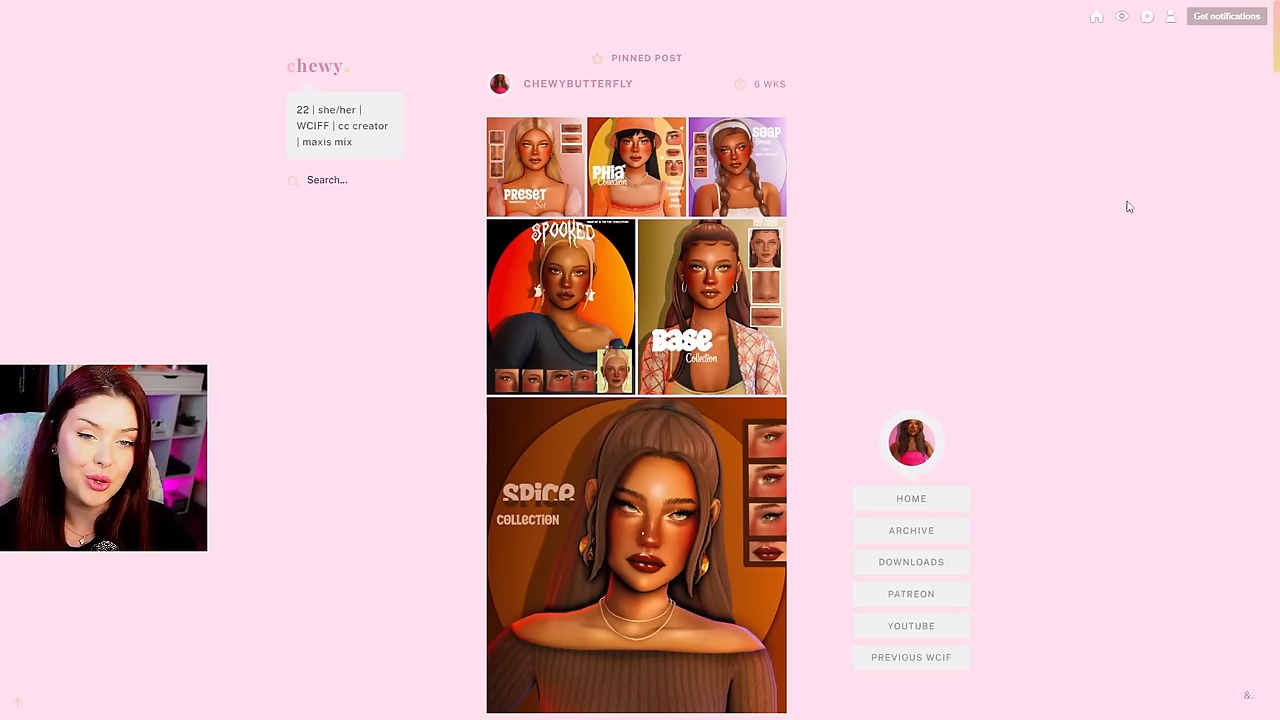 Get notifications
PINNED POST
chewy.
CHEWYBUTTERFLY
6 WKS
22 | she/her |
WCIFF | cc creator
| maxis mix
Search...
PRESET
Set
PHIA
Collection
SOAP
SPOOKED
BASE
Collection
SPICE
COLLECTION
HOME
ARCHIVE
DOWNLOADS
PATREON
YOUTUBE
PREVIOUS WCIF
&.